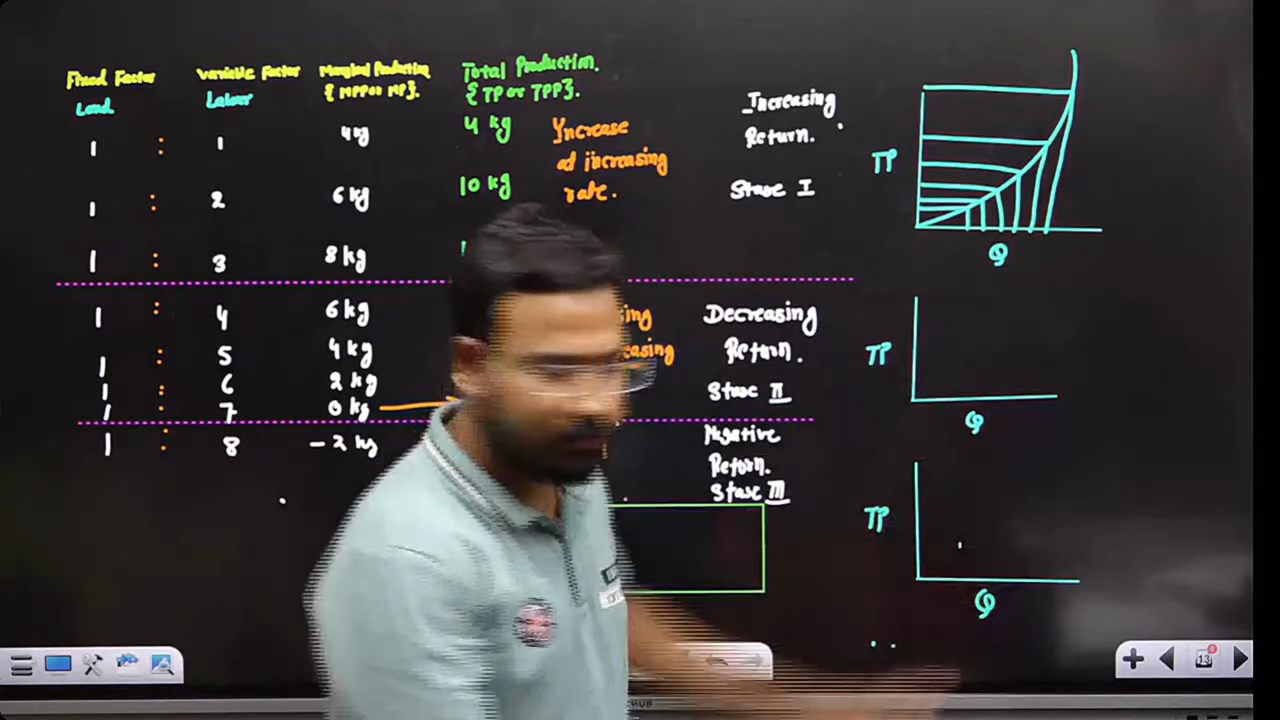 Fixed Factor Variable Factor Marginal Production Total Production.
Land Labour { MPP or MP}. {TP or TPP}.
1 : 1 4 kg 4 kg Increase Increasing
at increasing Return.
1 : 2 6 kg 10 kg rate. Stage I
1 : 3 8 kg
1 : 4 6 kg Decreasing
1 : 5 4 kg Return.
1 : 6 2 kg Stage II
1 : 7 0 kg
1 : 8 -2 kg Negative
Return.
Stage III
TP
Q
TP
Q
TP
Q
13